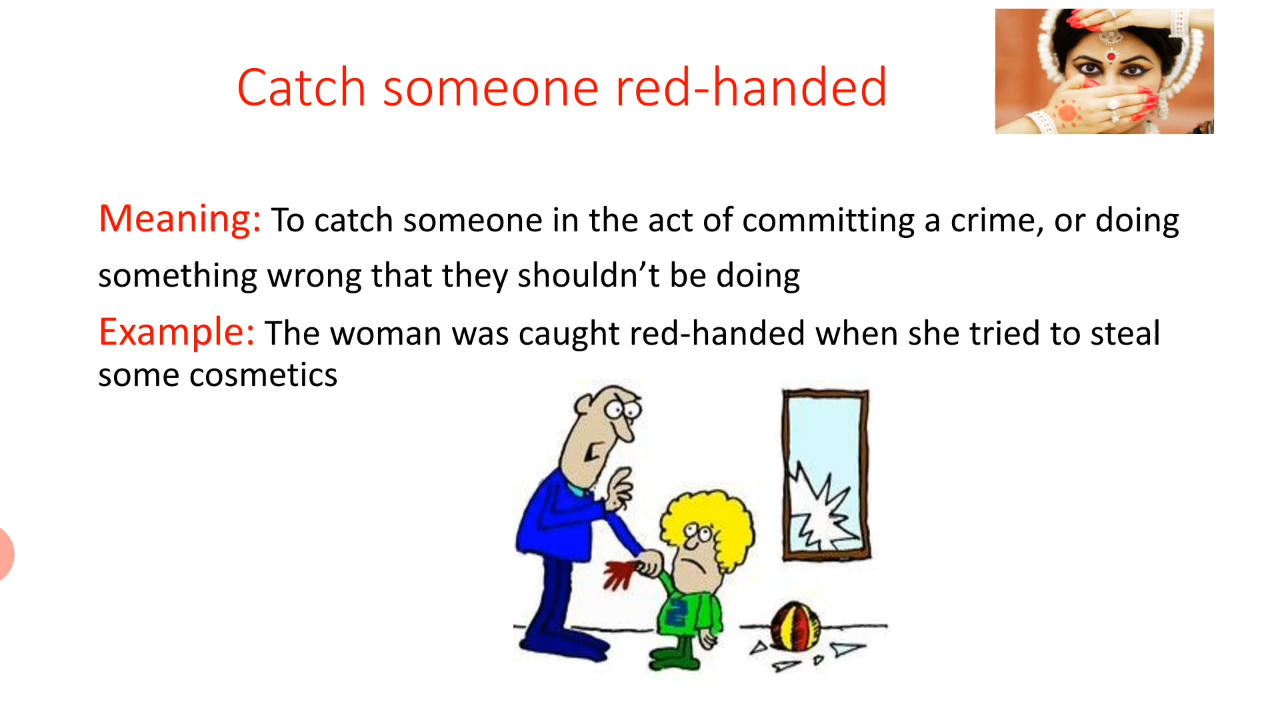 Catch someone red-handed
Meaning: To catch someone in the act of committing a crime, or doing
something wrong that they shouldn’t be doing
Example: The woman was caught red-handed when she tried to steal
some cosmetics
2